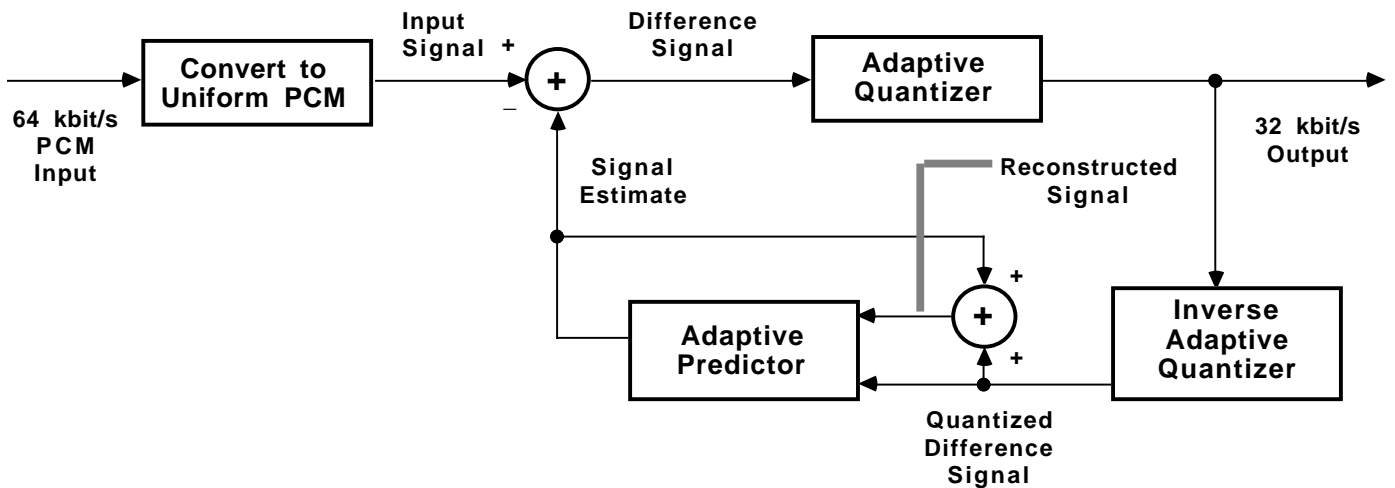 64 kbit/s
PCM
Input
Convert to
Uniform PCM
Input
Signal
+
–
+
Difference
Signal
Adaptive
Quantizer
32 kbit/s
Output
Signal
Estimate
Reconstructed
Signal
+
+
+
Adaptive
Predictor
Inverse
Adaptive
Quantizer
Quantized
Difference
Signal